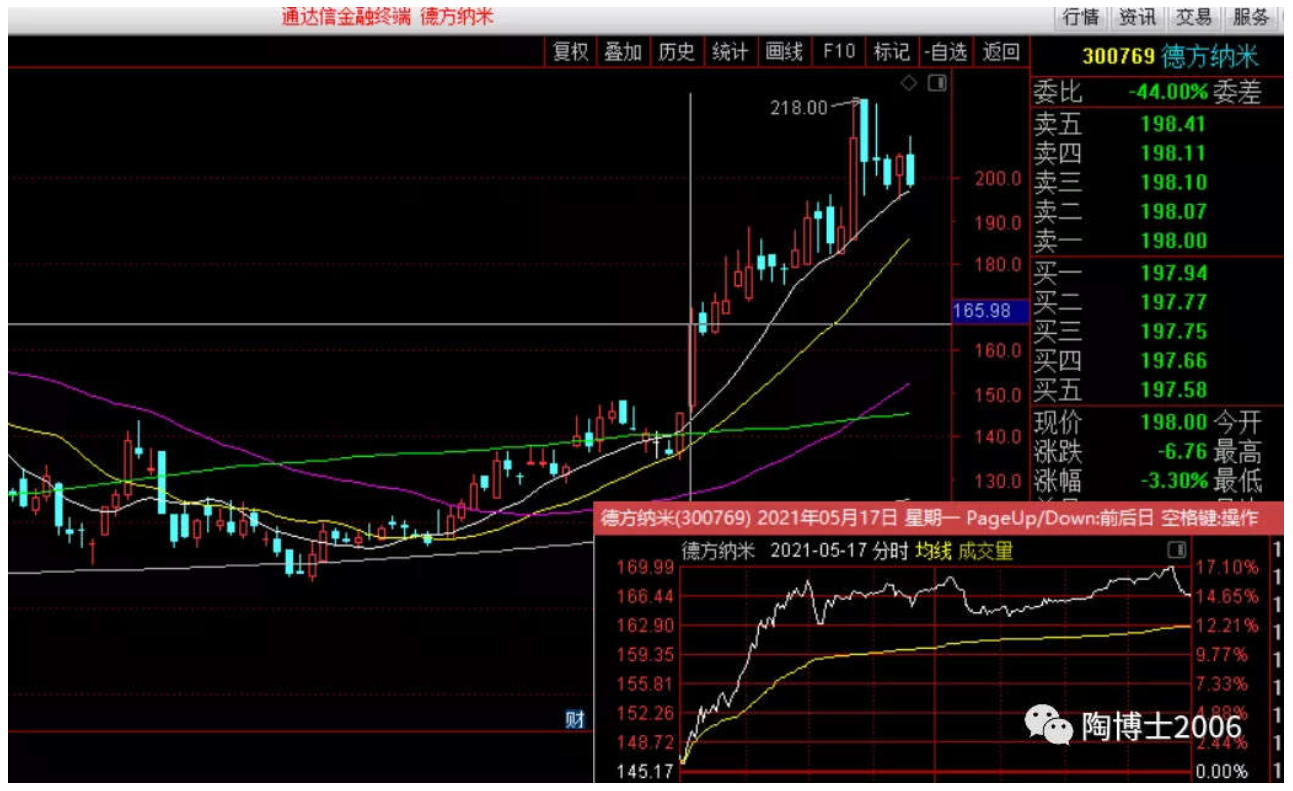 通达信金融终端 德方纳米
行情 资讯 交易 服务
复权 叠加 历史 统计 画线 F10 标记 -自选 返回
300769 德方纳米
委比 -44.00% 委差
卖五 198.41
卖四 198.11
卖三 198.10
卖二 198.07
卖一 198.00
买一 197.94
买二 197.77
买三 197.75
买四 197.66
买五 197.58
现价 198.00 今开
涨跌 -6.76 最高
涨幅 -3.30% 最低
218.00
200.0
190.0
180.0
165.98
160.0
150.0
140.0
130.0
财
德方纳米(300769) 2021年05月17日 星期一 PageUp/Down:前后日 空格键:操作
德方纳米 2021-05-17 分时 均线 成交量
169.99 17.10%
166.44 14.65%
162.90 12.21%
159.35 9.77%
155.81 7.33%
152.26 4.88%
148.72 2.44%
145.17 0.00%
陶博士2006